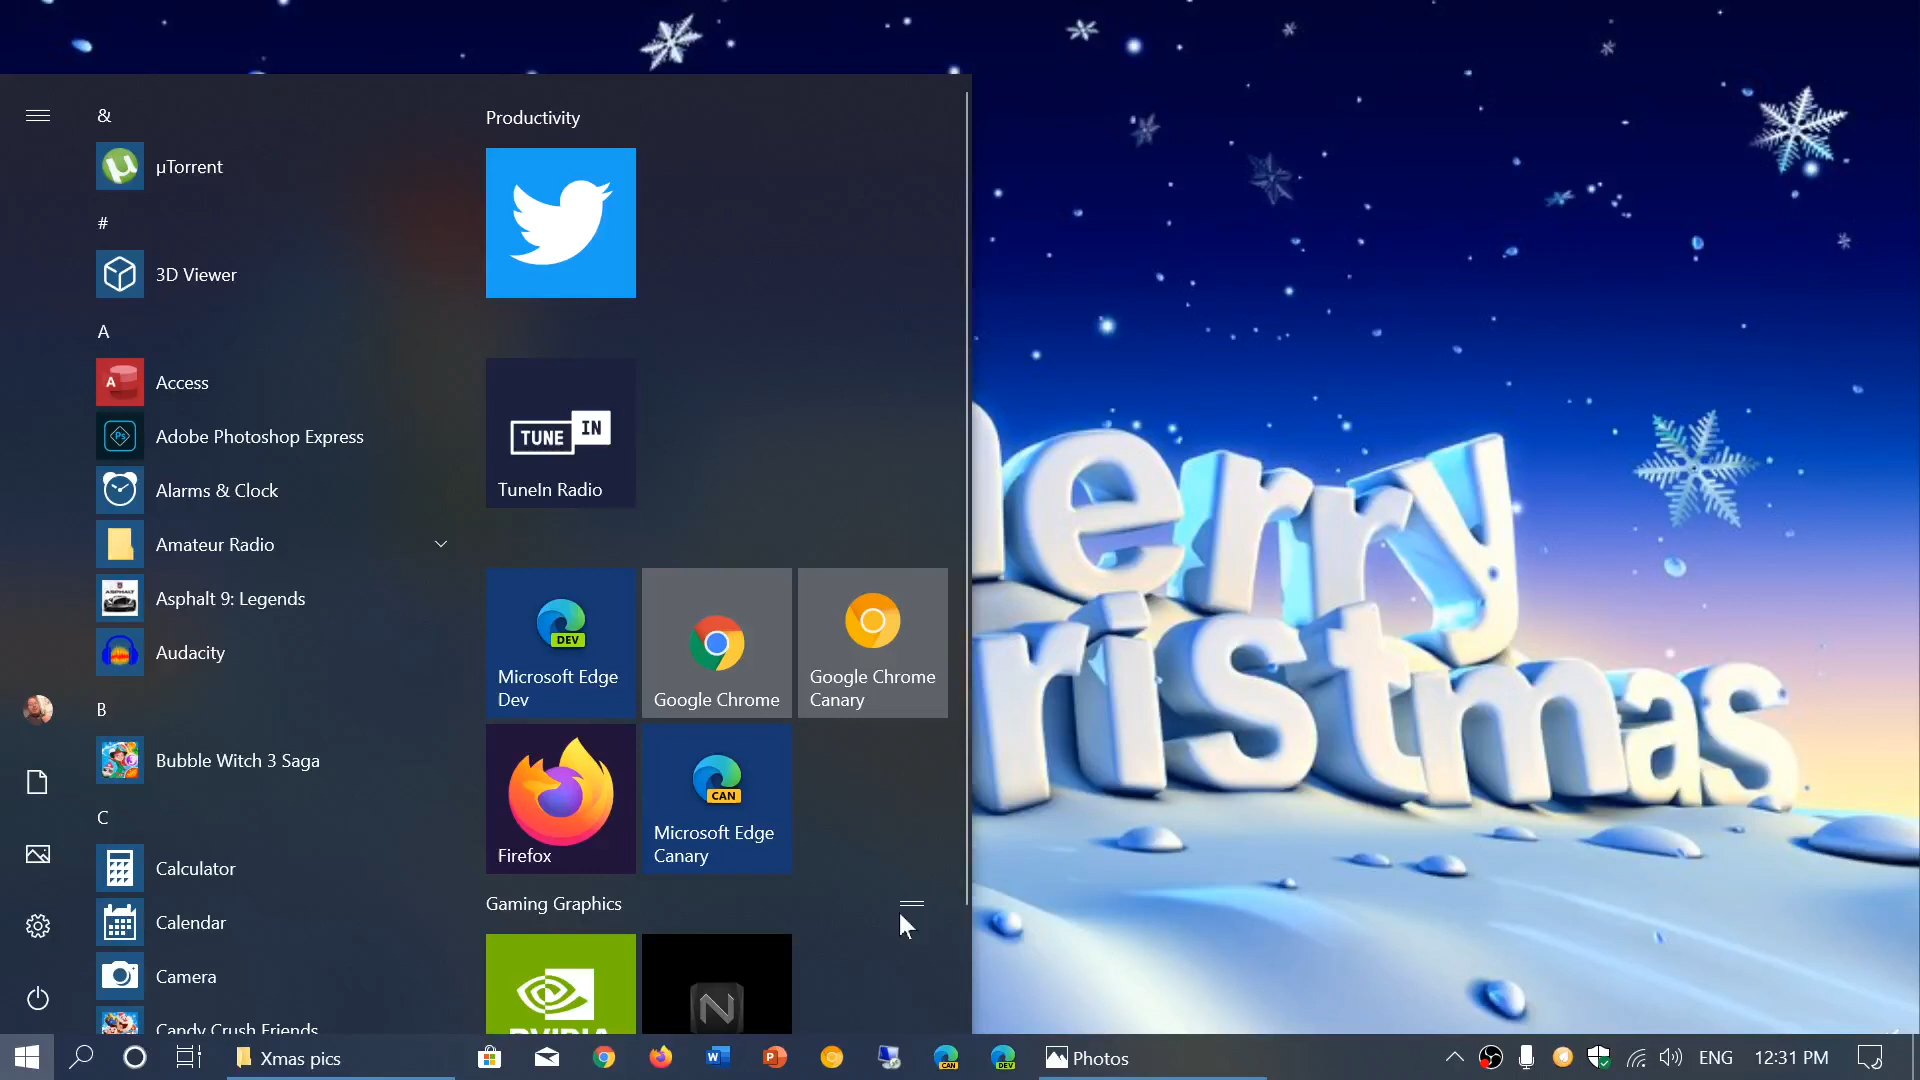 &
µTorrent
#
3D Viewer
A
Access
Adobe Photoshop Express
Alarms & Clock
Amateur Radio
ASPHALT
Asphalt 9: Legends
Audacity
B
Bubble Witch 3 Saga
C
Calculator
Calendar
Camera
Candy Crush Friends
Productivity
TUNE IN
TuneIn Radio
DEV
Microsoft Edge
Dev
Google Chrome
Google Chrome
Canary
Firefox
CAN
Microsoft Edge
Canary
Gaming Graphics
NVIDIA
N
erry
ristmas
Xmas pics
Photos
ENG
12:31 PM